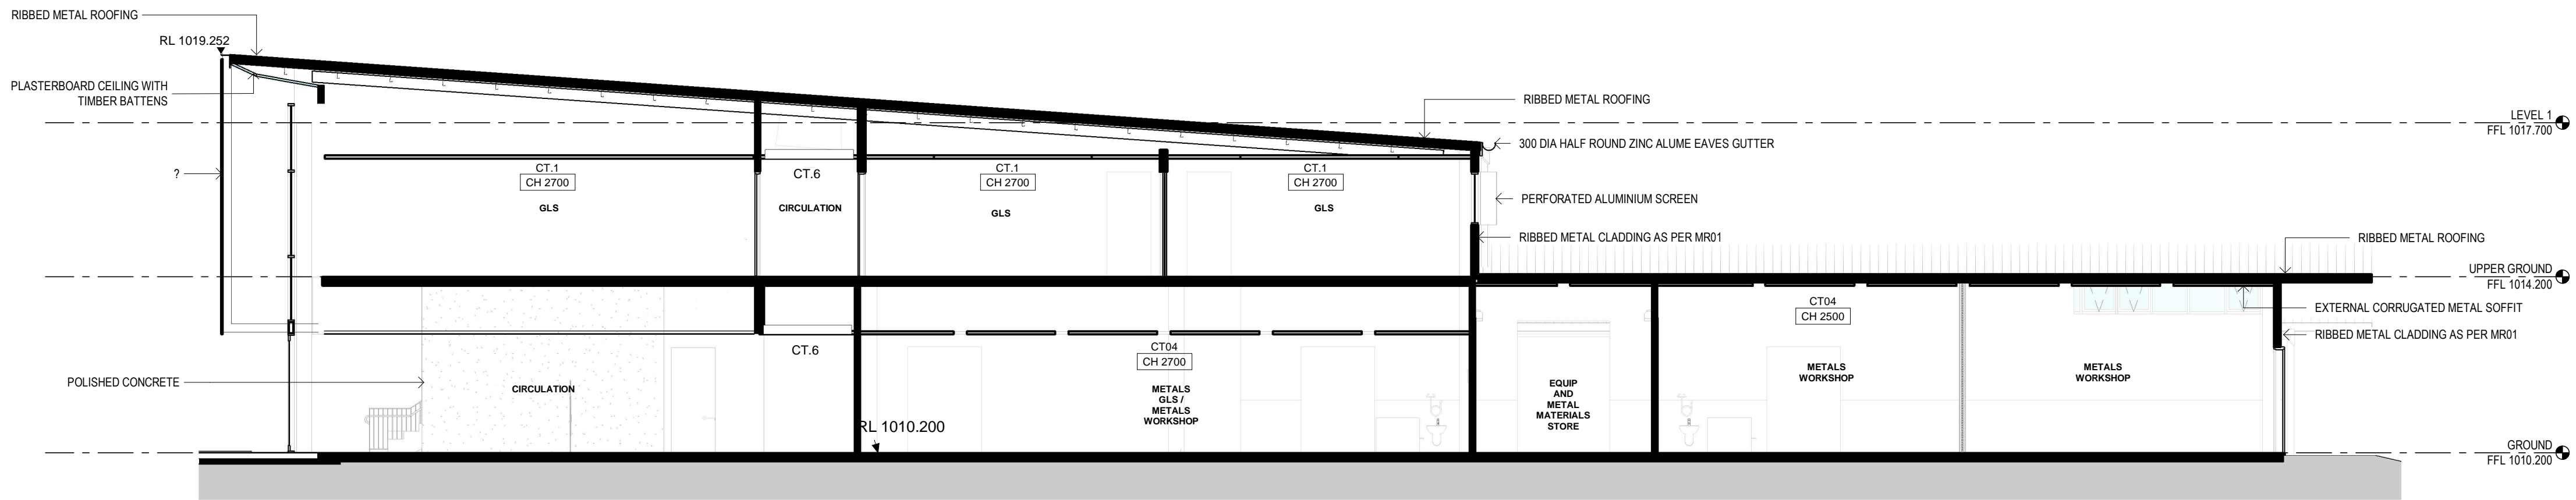 RIBBED METAL ROOFING
RL 1019.252
PLASTERBOARD CEILING WITH
TIMBER BATTENS
RIBBED METAL ROOFING
LEVEL 1
FFL 1017.700
300 DIA HALF ROUND ZINC ALUME EAVES GUTTER
?
CT.1
CH 2700
GLS
CT.6
CIRCULATION
CT.1
CH 2700
GLS
CT.1
CH 2700
GLS
PERFORATED ALUMINIUM SCREEN
RIBBED METAL CLADDING AS PER MR01
RIBBED METAL ROOFING
UPPER GROUND
FFL 1014.200
EXTERNAL CORRUGATED METAL SOFFIT
RIBBED METAL CLADDING AS PER MR01
POLISHED CONCRETE
CIRCULATION
CT.6
CT04
CH 2700
METALS
GLS /
METALS
WORKSHOP
RL 1010.200
EQUIP
AND
METAL
MATERIALS
STORE
CT04
CH 2500
METALS
WORKSHOP
METALS
WORKSHOP
GROUND
FFL 1010.200